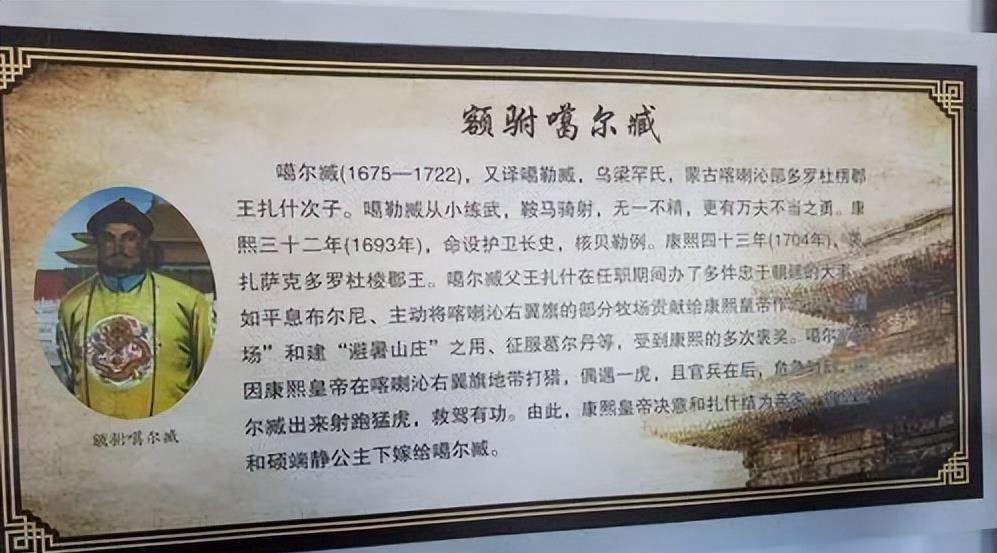 额驸噶尔臧
噶尔臧(1675—1722)，又译噶勒臧，乌梁罕氏，蒙古喀喇沁部多罗杜楞郡
王扎什次子。噶勒臧从小练武，鞍马骑射，无一不精，更有万夫不当之勇。康
熙三十二年(1693年)，命设护卫长史，核贝勒例。康熙四十三年(1704年)，
扎萨克多罗杜棱郡王。噶尔臧父王扎什在任职期间办了多件忠于朝廷的大事，
如平息布尔尼、主动将喀喇沁右翼旗的部分牧场贡献给康熙皇帝作
场”和建“避暑山庄”之用、征服葛尔丹等，受到康熙的多次褒奖。噶尔臧
因康熙皇帝在喀喇沁右翼旗地带打猎，偶遇一虎，且官兵在后，危急
尔臧出来射跑猛虎，救驾有功。由此，康熙皇帝决意和扎什结为亲家，
和硕端静公主下嫁给噶尔臧。
额驸噶尔臧